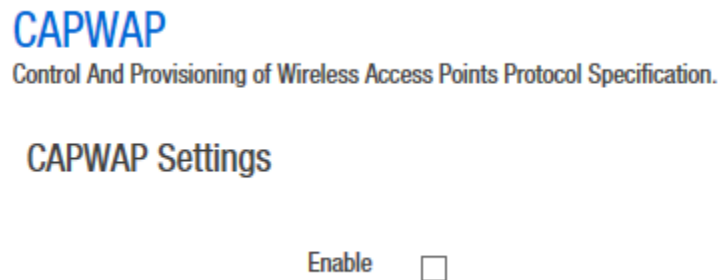 CAPWAP
Control And Provisioning of Wireless Access Points Protocol Specification.
CAPWAP Settings
Enable